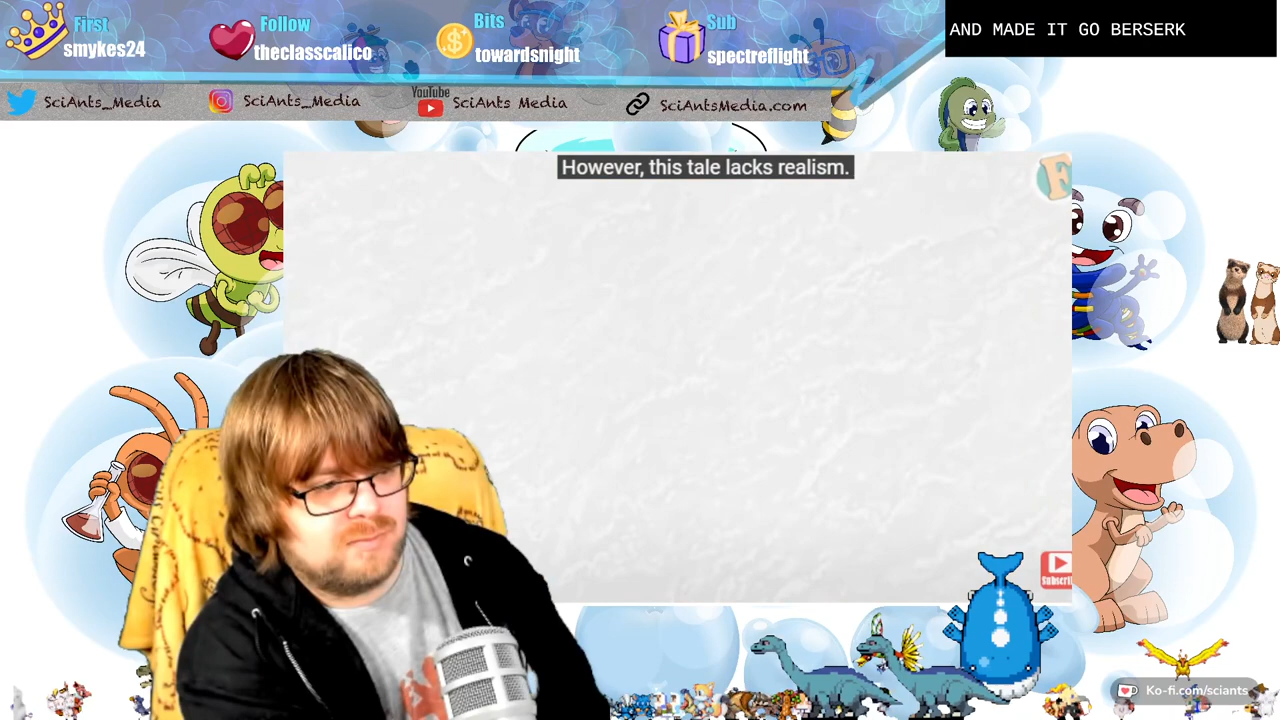 First
smykes24
Follow
theclasscalico
Bits
towardsnight
Sub
spectreflight
AND MADE IT GO BERSERK
SciAnts_Media
SciAnts_Media
YouTube
SciAnts Media
SciAntsMedia.com
However, this tale lacks realism.
F
Subscri
Ko-fi.com/sciants